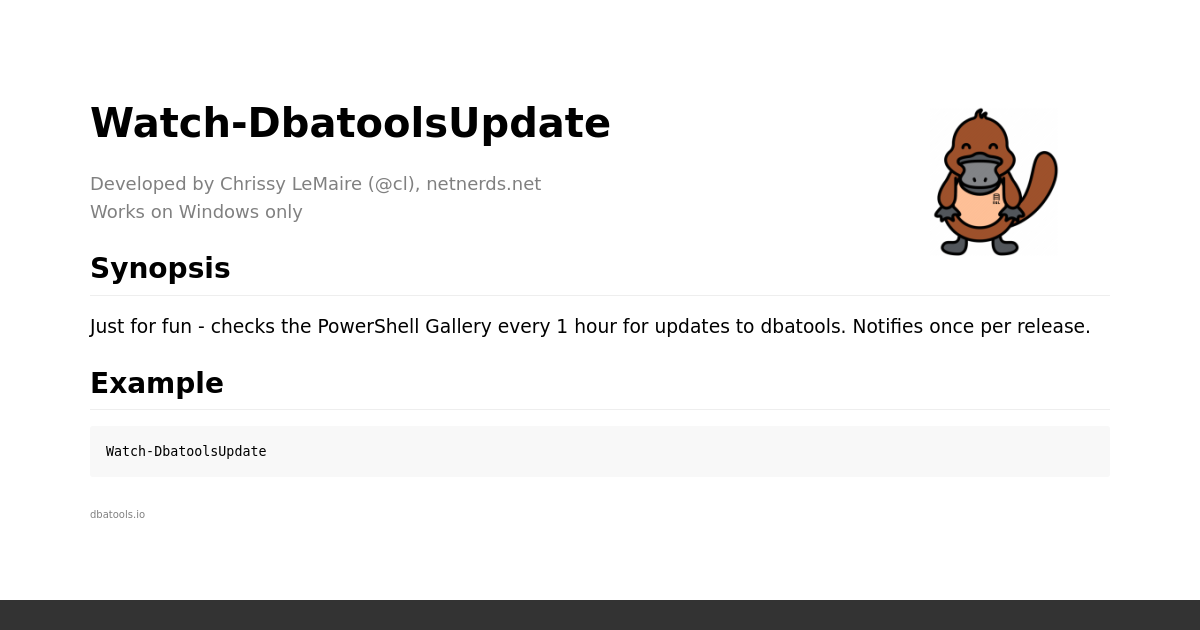 Watch-DbatoolsUpdate
Developed by Chrissy LeMaire (@cl), netnerds.net
Works on Windows only
Synopsis
Just for fun - checks the PowerShell Gallery every 1 hour for updates to dbatools. Notifies once per release.
Example
Watch-DbatoolsUpdate
dbatools.io